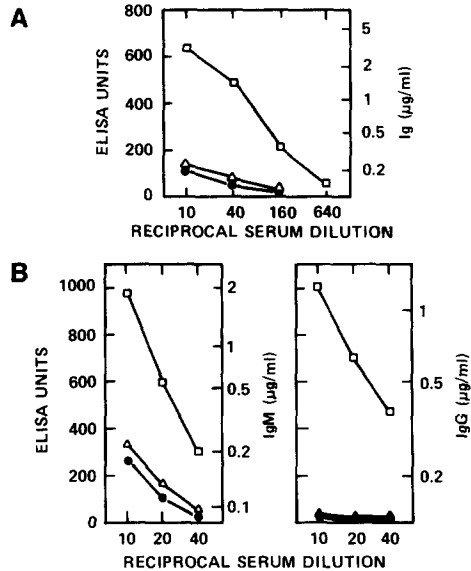 A
800
600
400
200
0
ELISA UNITS
5
2
1
0.5
0.2
Ig (µg/ml)
10 40 160 640
RECIPROCAL SERUM DILUTION
B
1000
800
600
400
200
0
ELISA UNITS
2
1
0.5
0.2
0.1
IgM (µg/ml)
10 20 40
1
0.5
0.2
IgG (µg/ml)
10 20 40
RECIPROCAL SERUM DILUTION